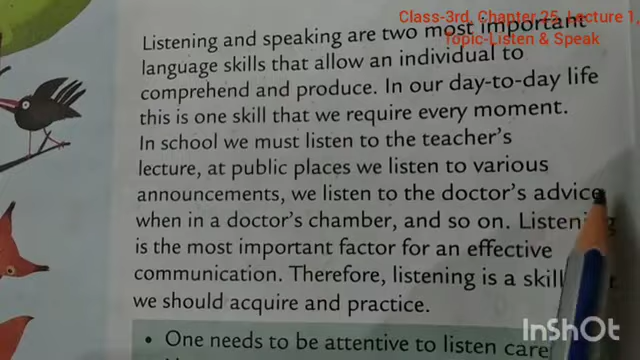 Class-3rd, Chapter 25, Lecture 1,
Topic-Listen & Speak
Listening and speaking are two most important
language skills that allow an individual to
comprehend and produce. In our day-to-day life
this is one skill that we require every moment.
In school we must listen to the teacher's
lecture, at public places we listen to various
announcements, we listen to the doctor's advice
when in a doctor's chamber, and so on. Listening
is the most important factor for an effective
communication. Therefore, listening is a skill
we should acquire and practice.
• One needs to be attentive to listen
InShOt